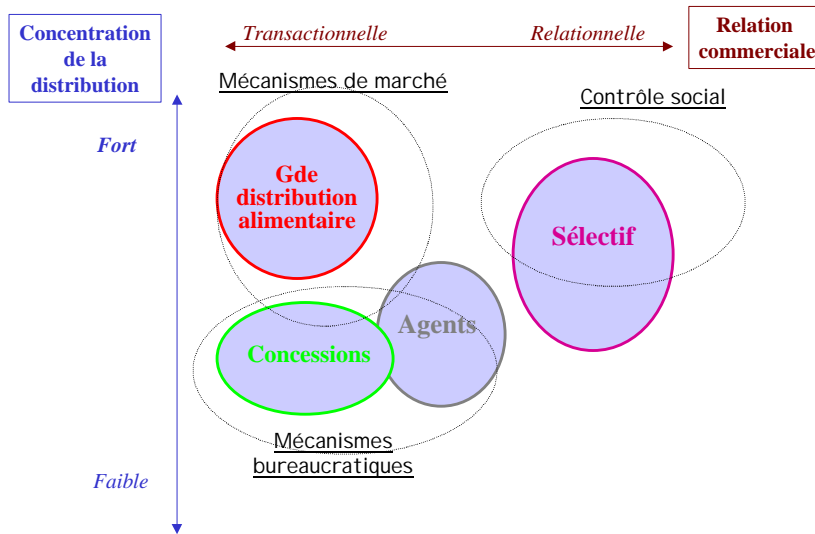 Concentration
de la
distribution
Transactionnelle
Relationnelle
Relation
commerciale
Mécanismes de marché
Contrôle social
Fort
Gde
distribution
alimentaire
Sélectif
Agents
Concessions
Mécanismes
bureaucratiques
Faible